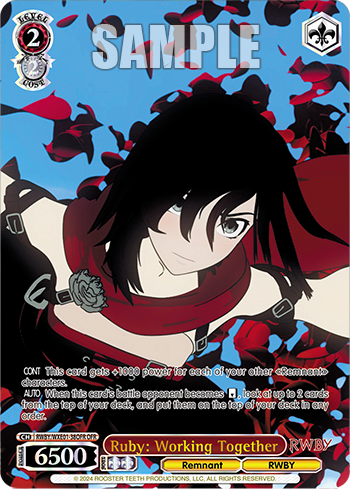 LEVEL
2
2
COST
SAMPLE
CONT This card gets +1000 power for each of your other <Remnant>
characters.
AUTO When this card's battle opponent becomes, look at up to 2 cards
from the top of your deck, and put them on the top of your deck in any
order.
RWBY/WX03-
Ruby: Working Together
RWBY
POWER
6500
Remnant
RWBY
© 2024 ROOSTER TEETH PRODUCTIONS, LLC. ALL RIGHTS RESERVED.